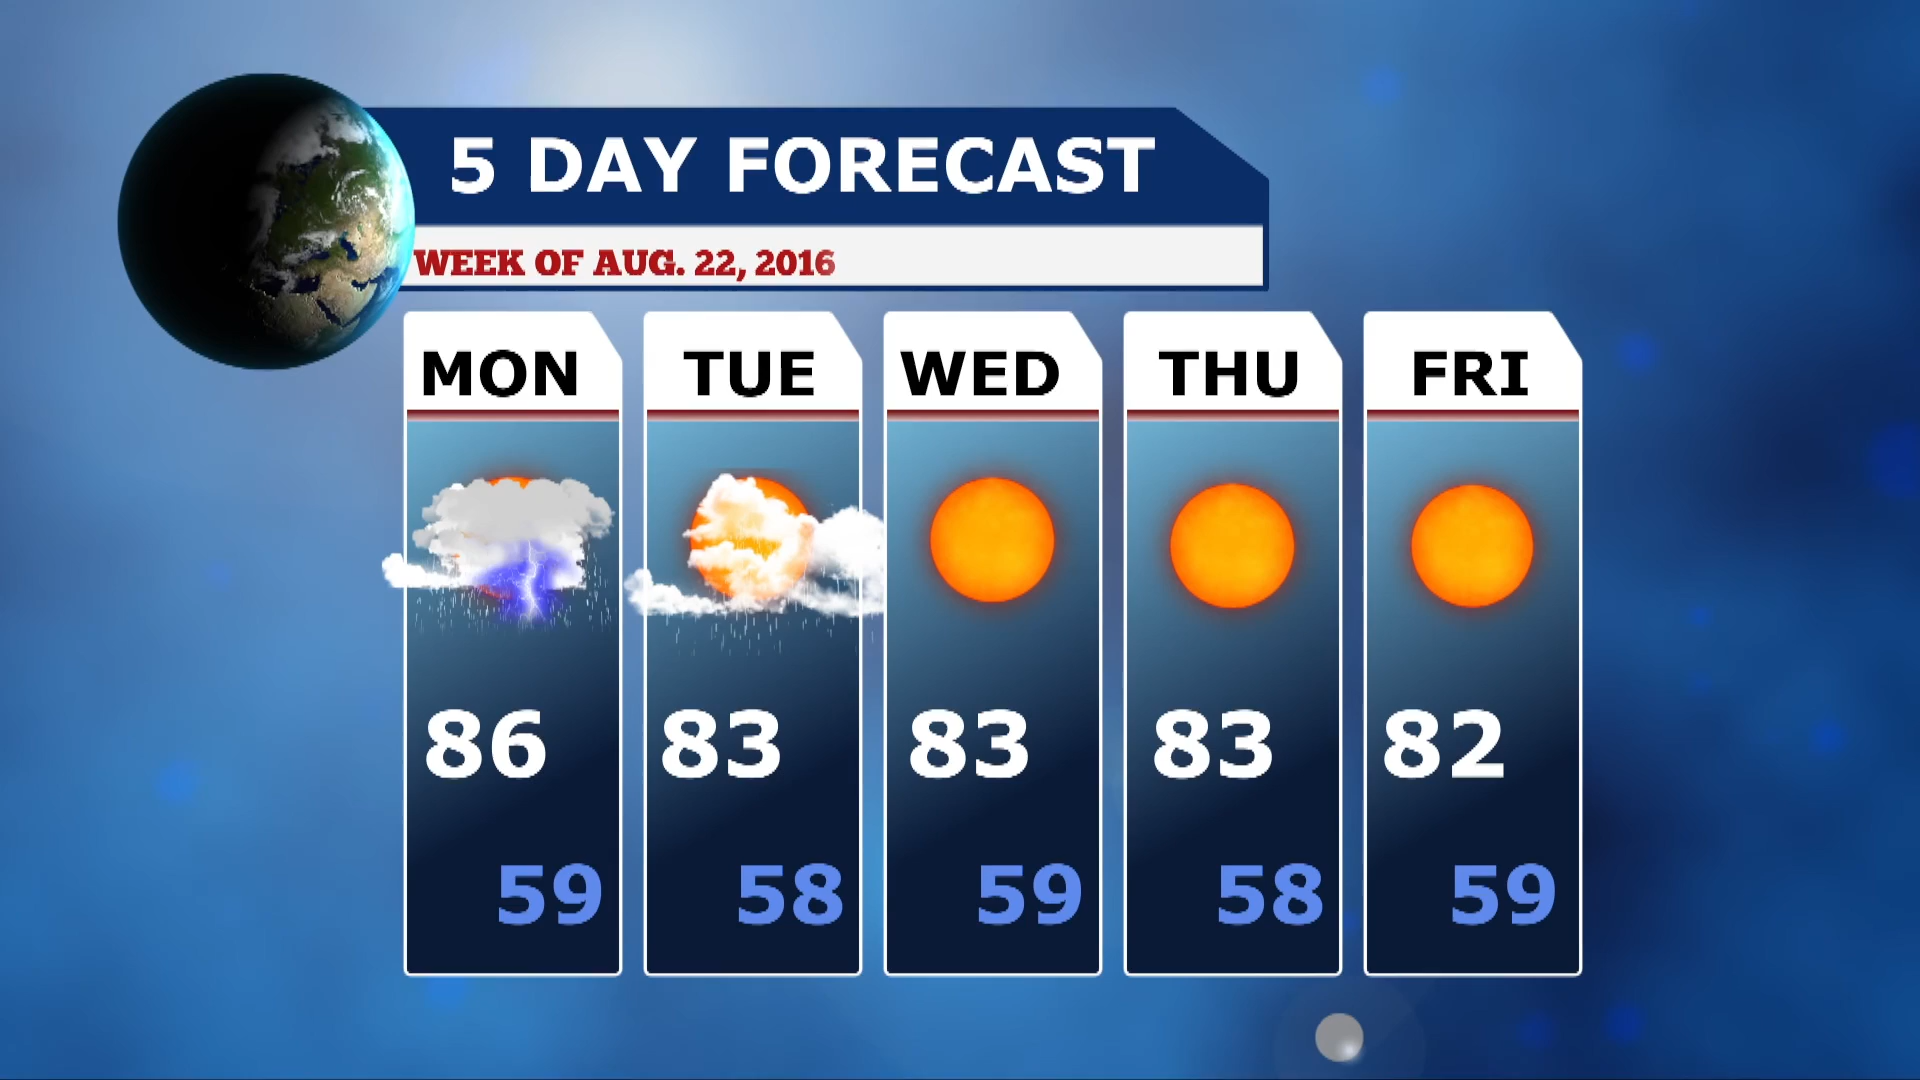 5 DAY FORECAST
WEEK OF AUG. 22, 2016
MON TUE WED THU FRI
86 83 83 83 82
59 58 59 58 59